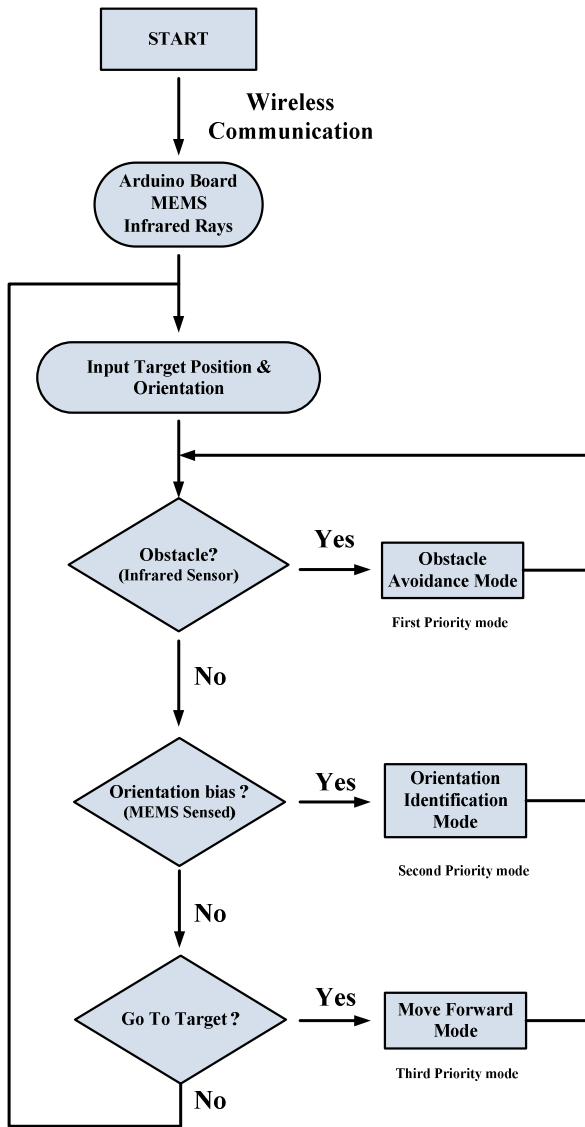 START
Wireless
Communication
Arduino Board
MEMS
Infrared Rays
Input Target Position &
Orientation
Obstacle?
(Infrared Sensor)
Yes
Obstacle
Avoidance Mode
First Priority mode
No
Orientation bias ?
(MEMS Sensed)
Yes
Orientation
Identification
Mode
Second Priority mode
No
Go To Target ?
Yes
Move Forward
Mode
Third Priority mode
No